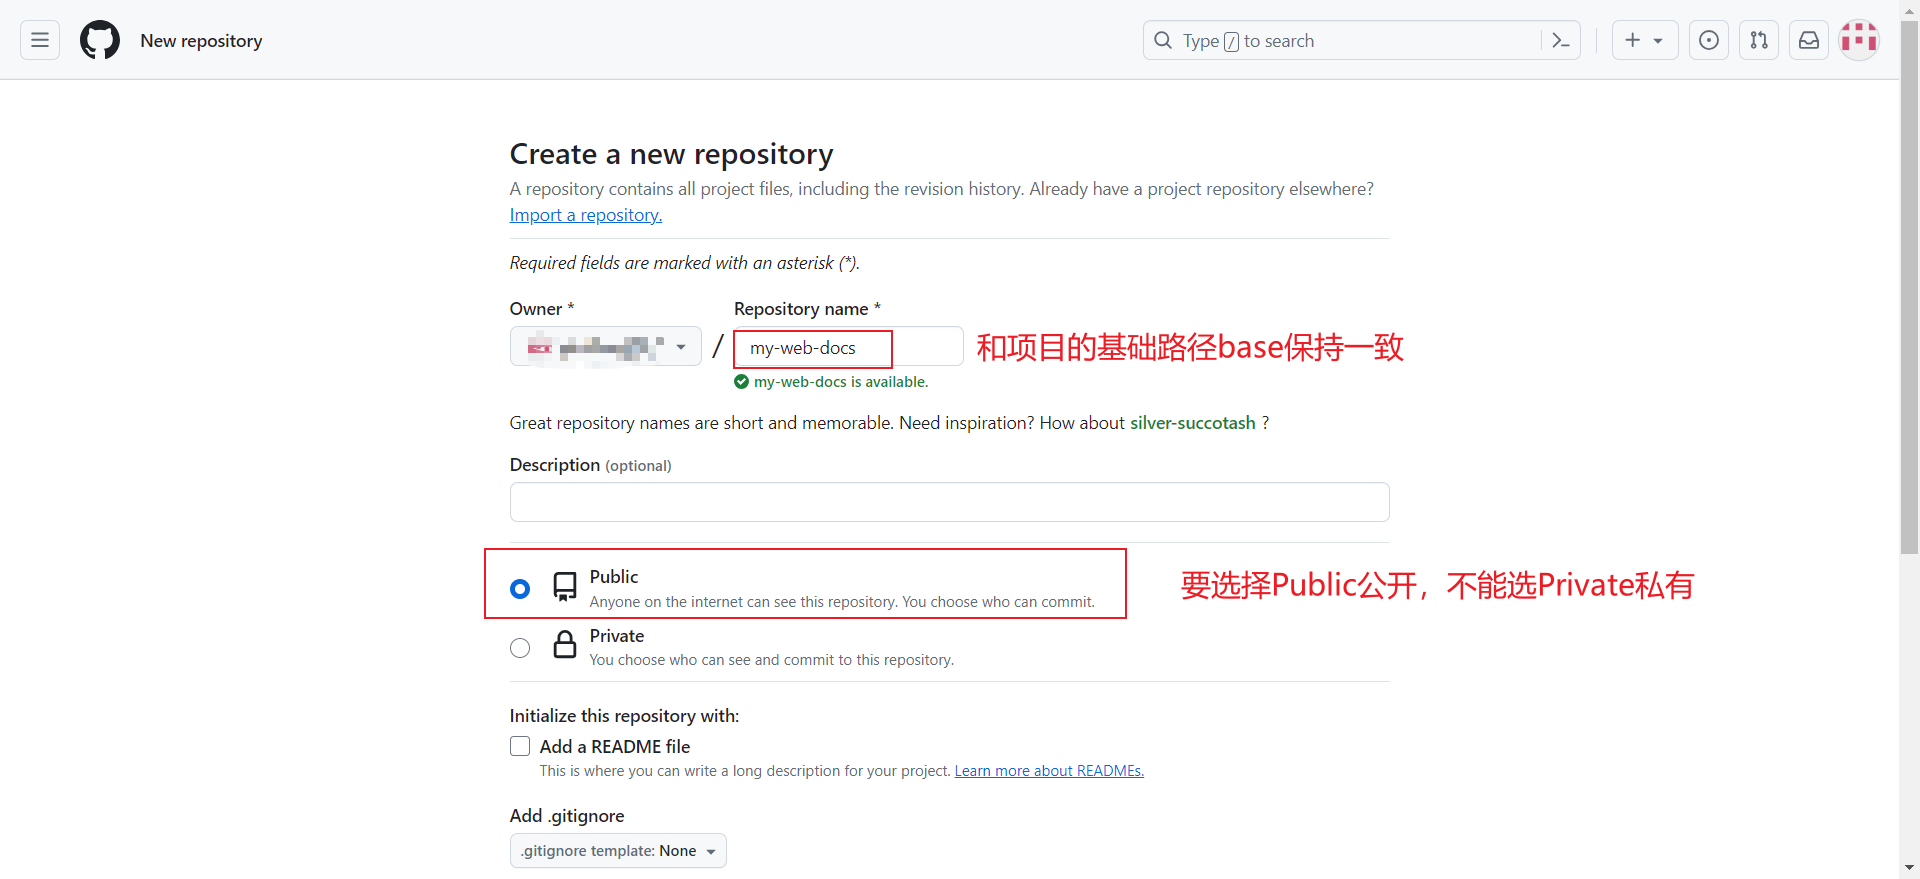 New repository
Type / to search
Create a new repository
A repository contains all project files, including the revision history. Already have a project repository elsewhere?
Import a repository.
Required fields are marked with an asterisk (*).
Owner *
Repository name *
/
my-web-docs
和项目的基础路径base保持一致
my-web-docs is available.
Great repository names are short and memorable. Need inspiration? How about silver-succotash ?
Description (optional)
Public
Anyone on the internet can see this repository. You choose who can commit.
要选择Public公开，不能选Private私有
Private
You choose who can see and commit to this repository.
Initialize this repository with:
Add a README file
This is where you can write a long description for your project. Learn more about READMEs.
Add .gitignore
.gitignore template: None